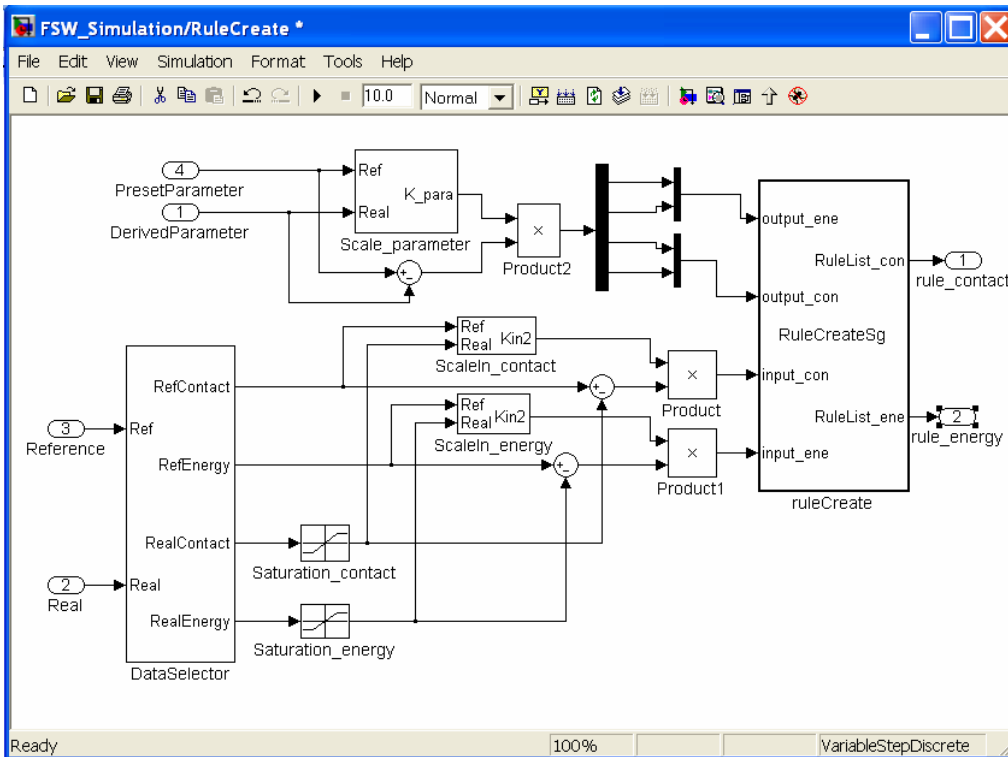 FSW_Simulation/RuleCreate *
File Edit View Simulation Format Tools Help
10.0 Normal
4
PresetParameter
1
DerivedParameter
Ref
Real
K_para
Scale_parameter
+
-
×
Product2
output_ene
output_con
input_con
input_ene
RuleList_con
RuleCreateSg
RuleList_ene
ruleCreate
1
rule_contact
2
rule_energy
Ref
Real
Kin2
ScaleIn_contact
Ref
Real
Kin2
ScaleIn_energy
+
-
×
Product
+
-
×
Product1
3
Reference
2
Real
Ref
Real
RefContact
RefEnergy
RealContact
RealEnergy
DataSelector
Saturation_contact
Saturation_energy
Ready 100% VariableStepDiscrete